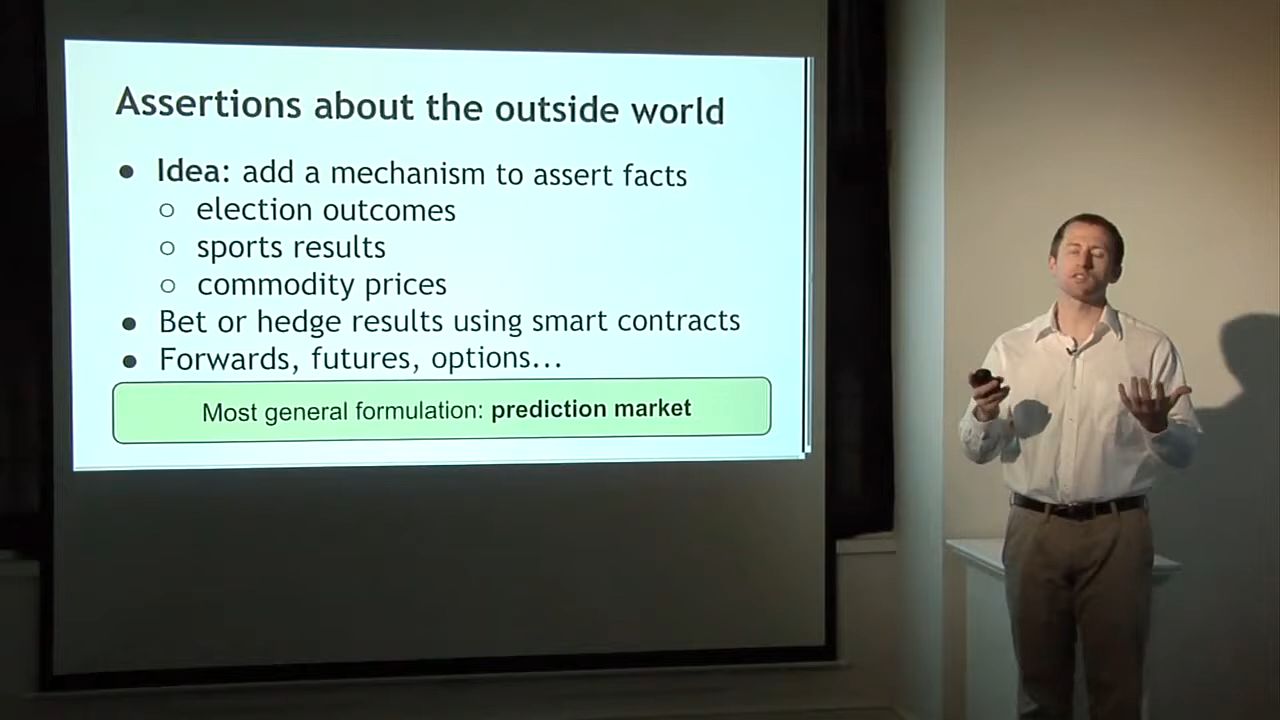 Assertions about the outside world
● Idea: add a mechanism to assert facts
○ election outcomes
○ sports results
○ commodity prices
● Bet or hedge results using smart contracts
● Forwards, futures, options...
Most general formulation: prediction market